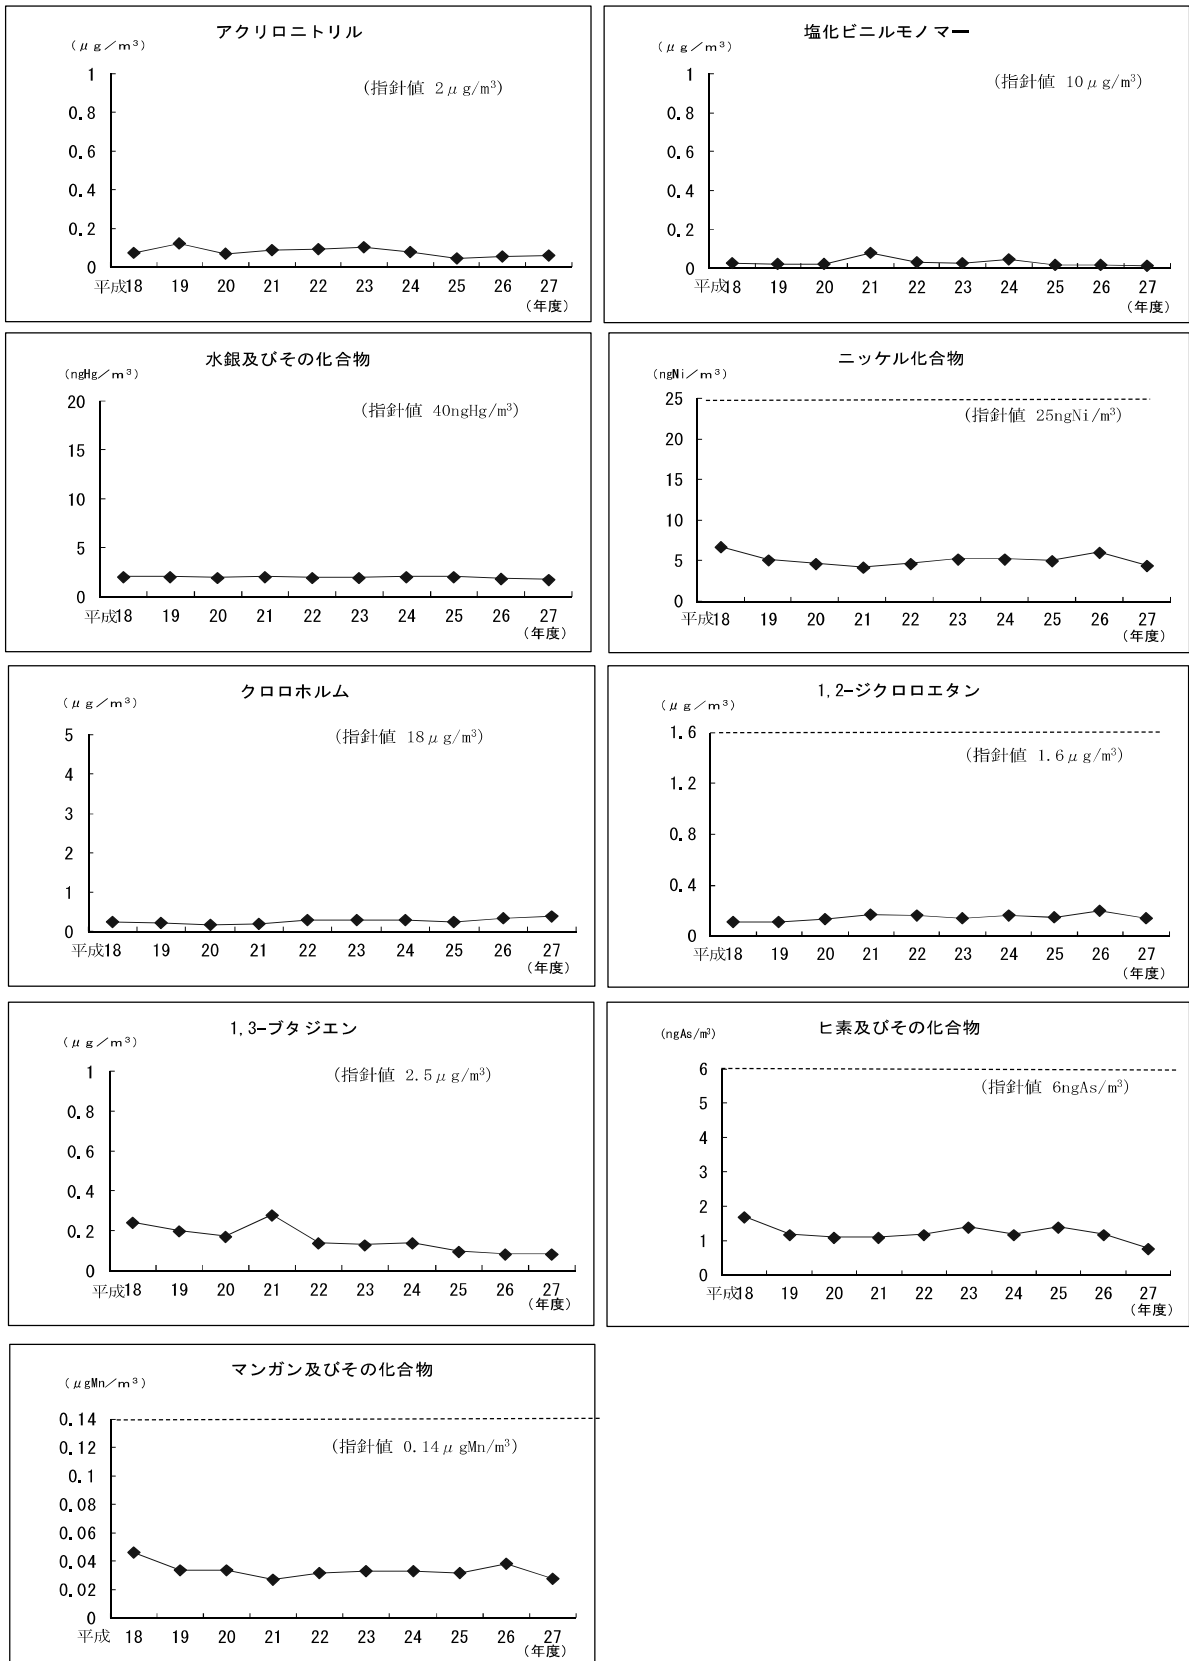 アクリロニトリル
(μg/m³)
(指針値 2μg/m³)
1
0.8
0.6
0.4
0.2
0
平成18 19 20 21 22 23 24 25 26 27
(年度)
塩化ビニルモノマー
(μg/m³)
(指針値 10μg/m³)
1
0.8
0.6
0.4
0.2
0
平成18 19 20 21 22 23 24 25 26 27
(年度)
水銀及びその化合物
(ngHg/m³)
(指針値 40ngHg/m³)
20
15
10
5
0
平成18 19 20 21 22 23 24 25 26 27
(年度)
ニッケル化合物
(ngNi/m³)
(指針値 25ngNi/m³)
25
20
15
10
5
0
平成18 19 20 21 22 23 24 25 26 27
(年度)
クロロホルム
(μg/m³)
(指針値 18μg/m³)
5
4
3
2
1
0
平成18 19 20 21 22 23 24 25 26 27
(年度)
1,2-ジクロロエタン
(μg/m³)
1.6
(指針値 1.6μg/m³)
1.2
0.8
0.4
0
平成18 19 20 21 22 23 24 25 26 27
(年度)
1,3-ブタジエン
(μg/m³)
(指針値 2.5μg/m³)
1
0.8
0.6
0.4
0.2
0
平成18 19 20 21 22 23 24 25 26 27
(年度)
ヒ素及びその化合物
(ngAs/m³)
6
(指針値 6ngAs/m³)
5
4
3
2
1
0
平成18 19 20 21 22 23 24 25 26 27
(年度)
マンガン及びその化合物
(μgMn/m³)
0.14
(指針値 0.14μgMn/m³)
0.12
0.1
0.08
0.06
0.04
0.02
0
平成 18 19 20 21 22 23 24 25 26 27
(年度)